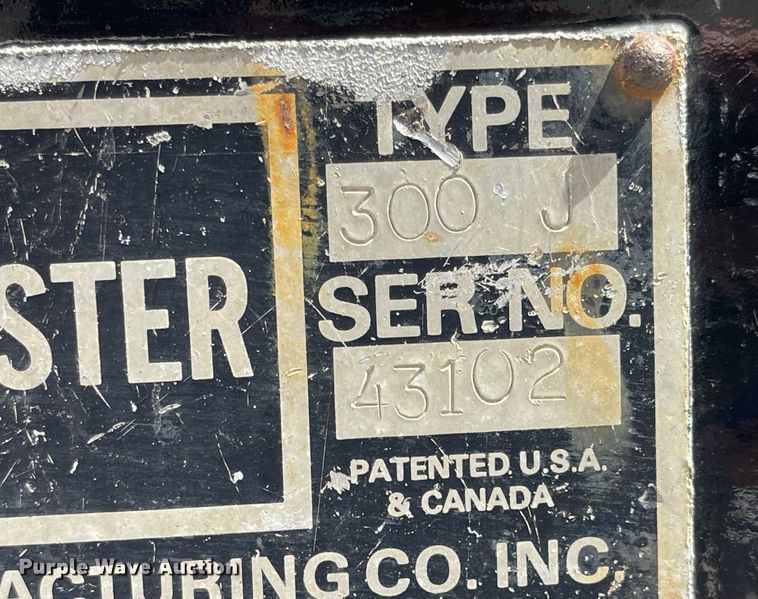 TYPE
300 J
STER
SER.NO.
43102
PATENTED U.S.A.
& CANADA
ACTURING CO. INC.
Purple Wave Auction